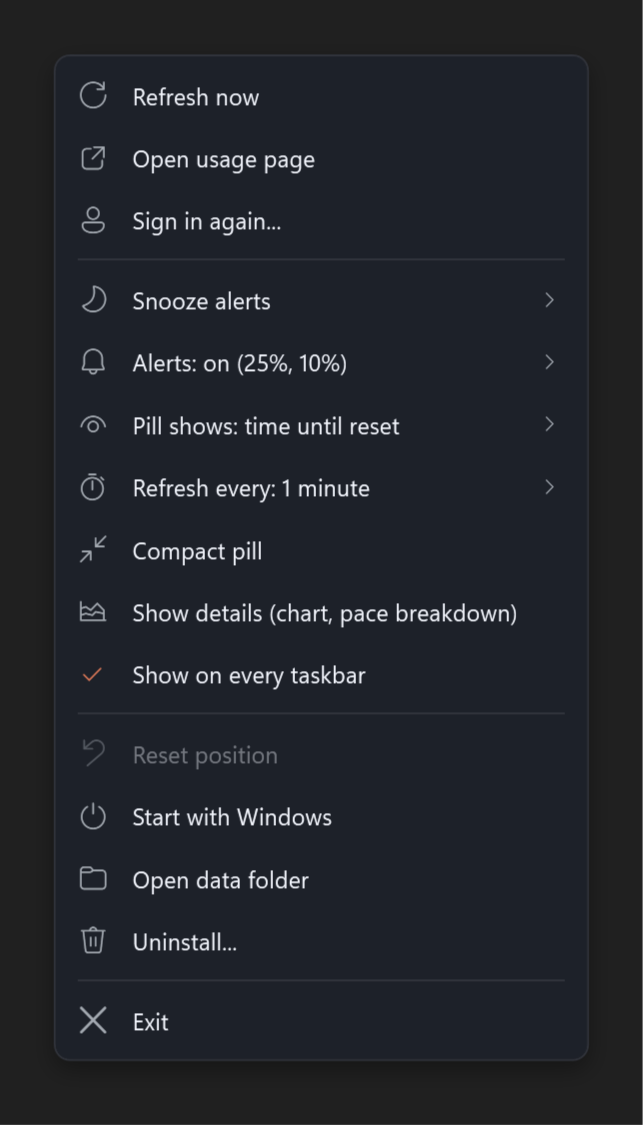 Refresh now
Open usage page
Sign in again...
Snooze alerts
Alerts: on (25%, 10%)
Pill shows: time until reset
Refresh every: 1 minute
Compact pill
Show details (chart, pace breakdown)
Show on every taskbar
Reset position
Start with Windows
Open data folder
Uninstall...
Exit